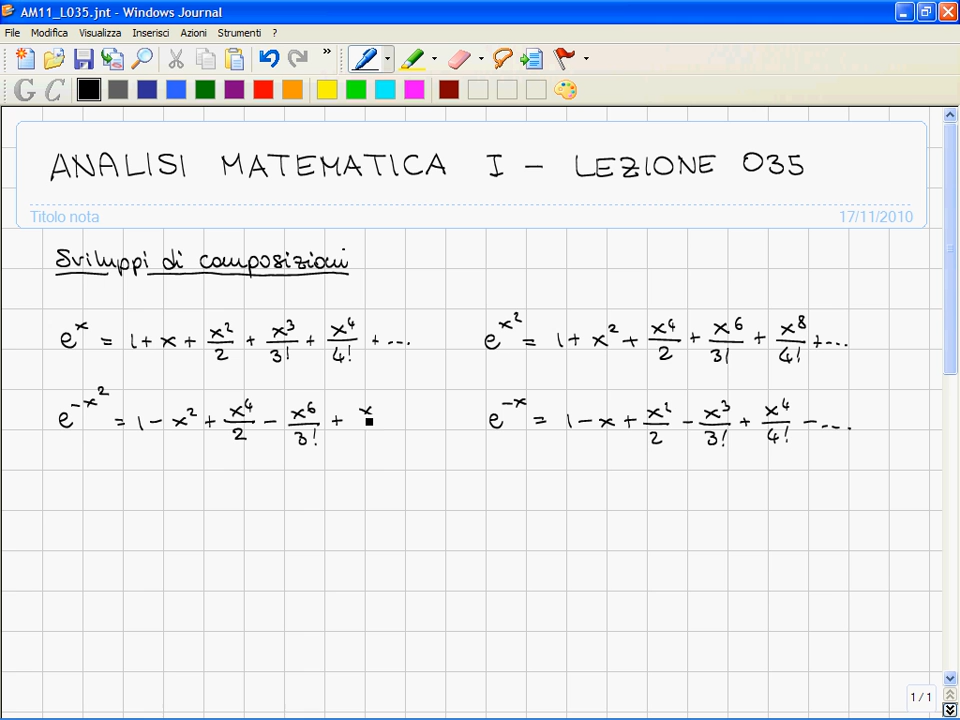 AM11_L035.jnt - Windows Journal
File Modifica Visualizza Inserisci Azioni Strumenti ?
»
G C
ANALISI MATEMATICA I - LEZIONE 035
Titolo nota 17/11/2010
Sviluppi di composizioni
e^x = 1 + x + x^2/2 + x^3/3! + x^4/4! + ...
e^{x^2} = 1 + x^2 + x^4/2 + x^6/3! + x^8/4! + ...
e^{-x^2} = 1 - x^2 + x^4/2 - x^6/3! + x
e^{-x} = 1 - x + x^2/2 - x^3/3! + x^4/4! - ....
1 / 1